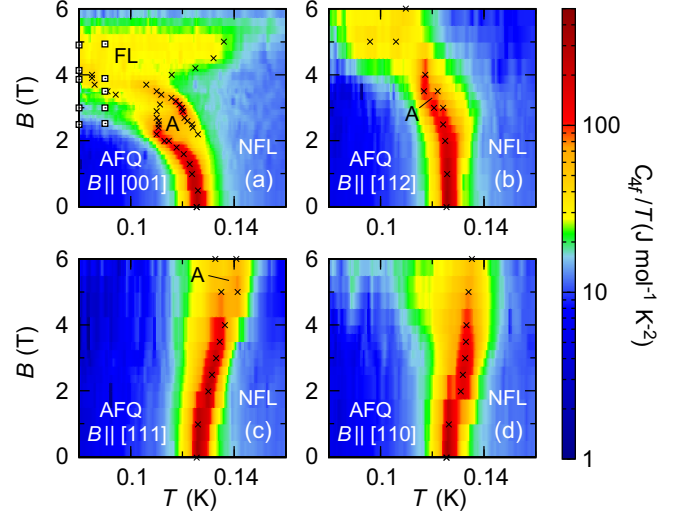 6
4
2
0
B (T)
FL
A
AFQ
B || [001]
NFL
(a)
0.1
0.14
6
4
2
0
B (T)
A
AFQ
B || [112]
NFL
(b)
0.1
0.14
6
4
2
0
B (T)
A
AFQ
B || [111]
NFL
(c)
0.1
0.14
T (K)
6
4
2
0
AFQ
B || [110]
NFL
(d)
0.1
0.14
T (K)
100
10
1
C4f / T (J mol-1 K-2)